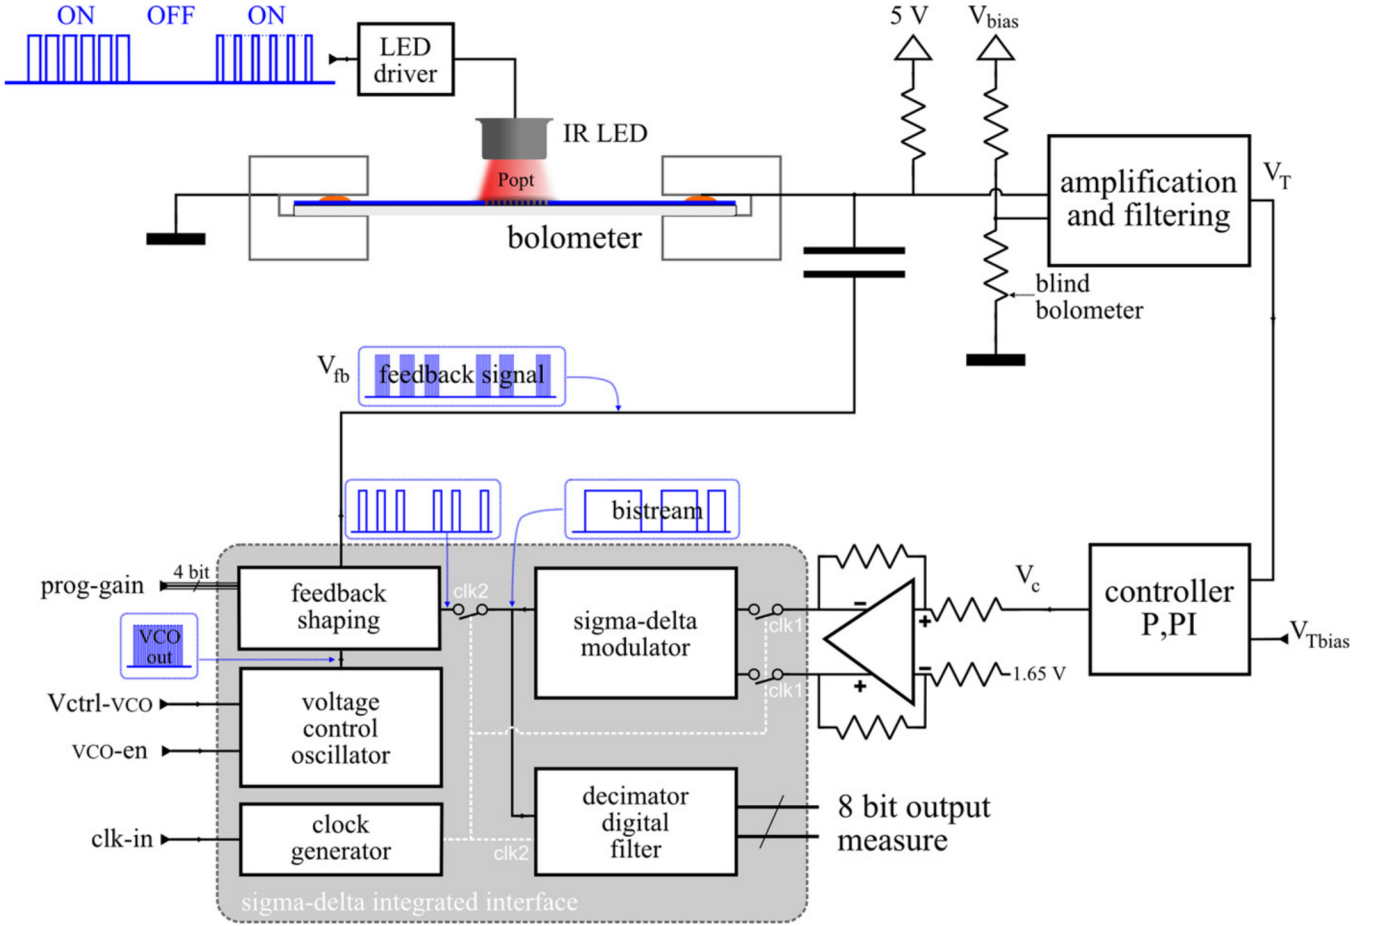 ON OFF ON
LED
driver
IR LED
Popt
bolometer
5 V
Vbias
amplification
and filtering
VT
blind
bolometer
Vfb
feedback signal
bistream
prog-gain
4 bit
feedback
shaping
clk2
sigma-delta
modulator
clk1
clk1
Vc
controller
P,PI
VTbias
1.65 V
VCO
out
Vctrl-VCO
VCO-en
voltage
control
oscillator
clk-in
clock
generator
clk2
decimator
digital
filter
8 bit output
measure
sigma-delta integrated interface
+
−
−
+